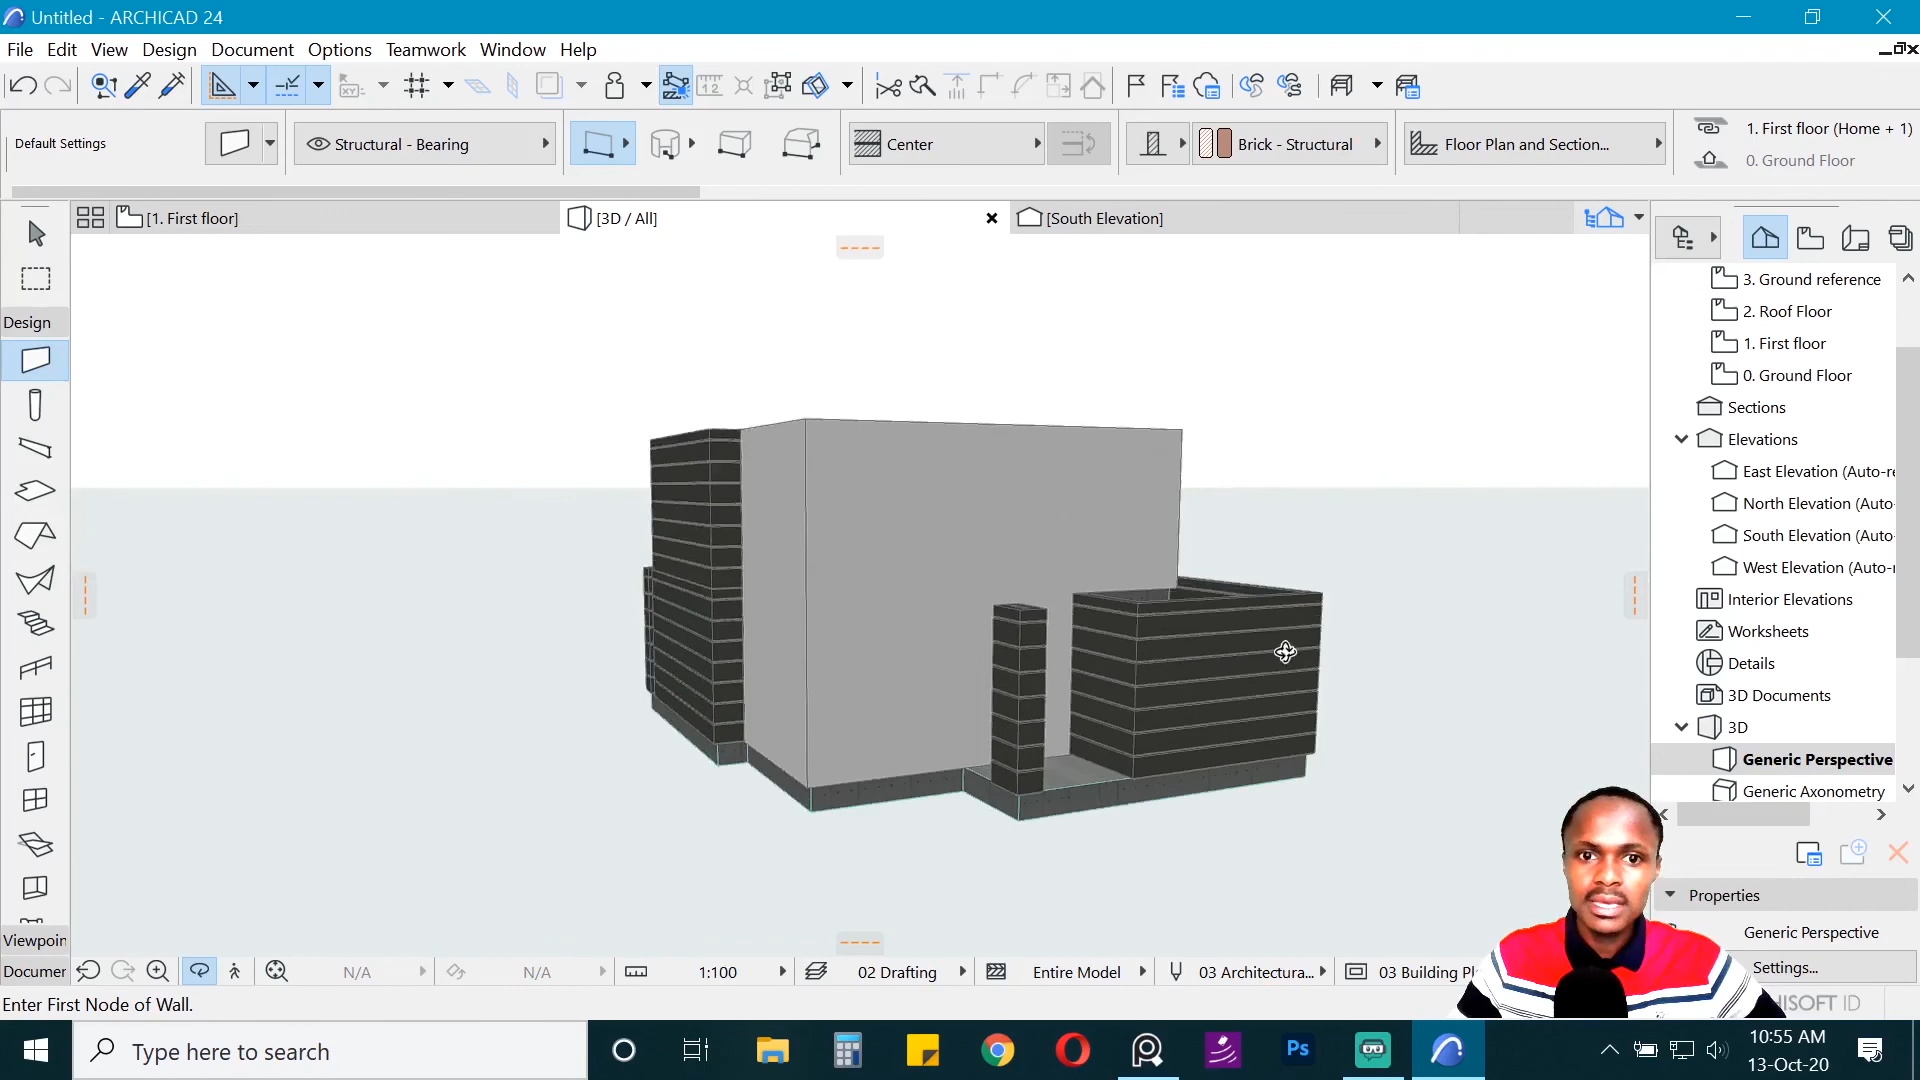 Untitled - ARCHICAD 24
File Edit View Design Document Options Teamwork Window Help
Default Settings
Structural - Bearing
Center
Brick - Structural
Floor Plan and Section...
1. First floor (Home + 1)
0. Ground Floor
[1. First floor]
[3D / All]
[South Elevation]
Design
3. Ground reference
2. Roof Floor
1. First floor
0. Ground Floor
Sections
Elevations
East Elevation (Auto-re
North Elevation (Auto-
South Elevation (Auto-
West Elevation (Auto-r
Interior Elevations
Worksheets
Details
3D Documents
3D
Generic Perspective
Generic Axonometry
Properties
Generic Perspective
Settings...
Viewpoin
Documen
N/A
N/A
1:100
02 Drafting
Entire Model
03 Architectura...
03 Building Pl
Enter First Node of Wall.
HISOFT ID
Type here to search
Ps
10:55 AM
13-Oct-20